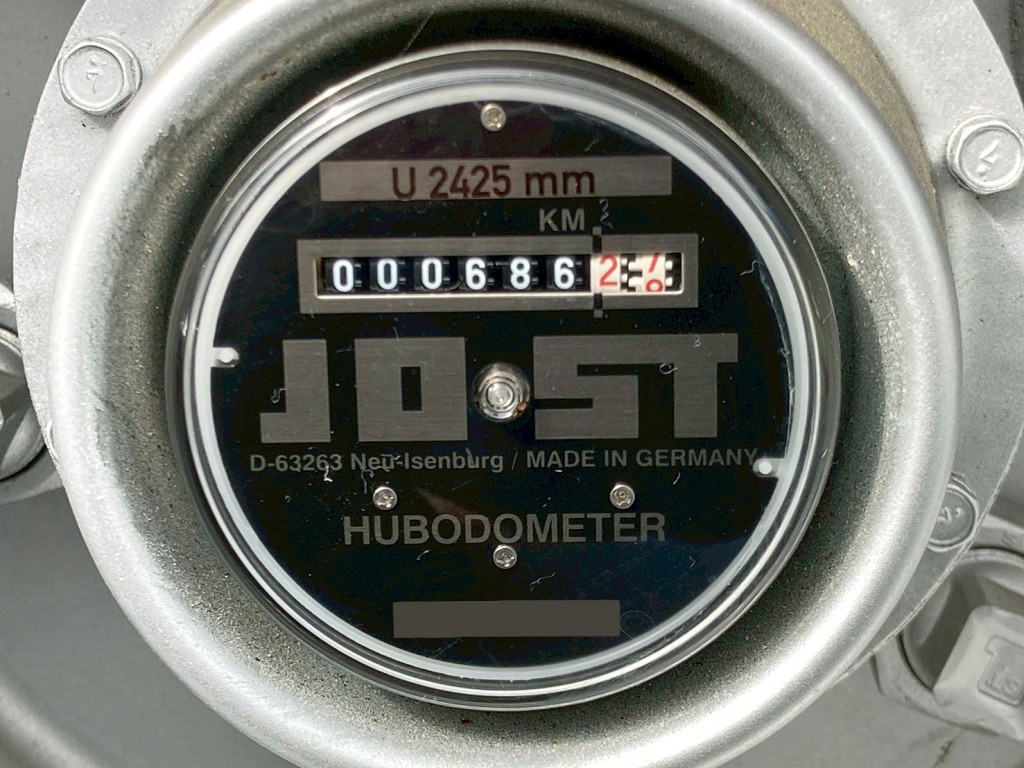 U 2425 mm
KM
000686 2
JOST
D-63263 Neu-Isenburg / MADE IN GERMANY
HUBODOMETER